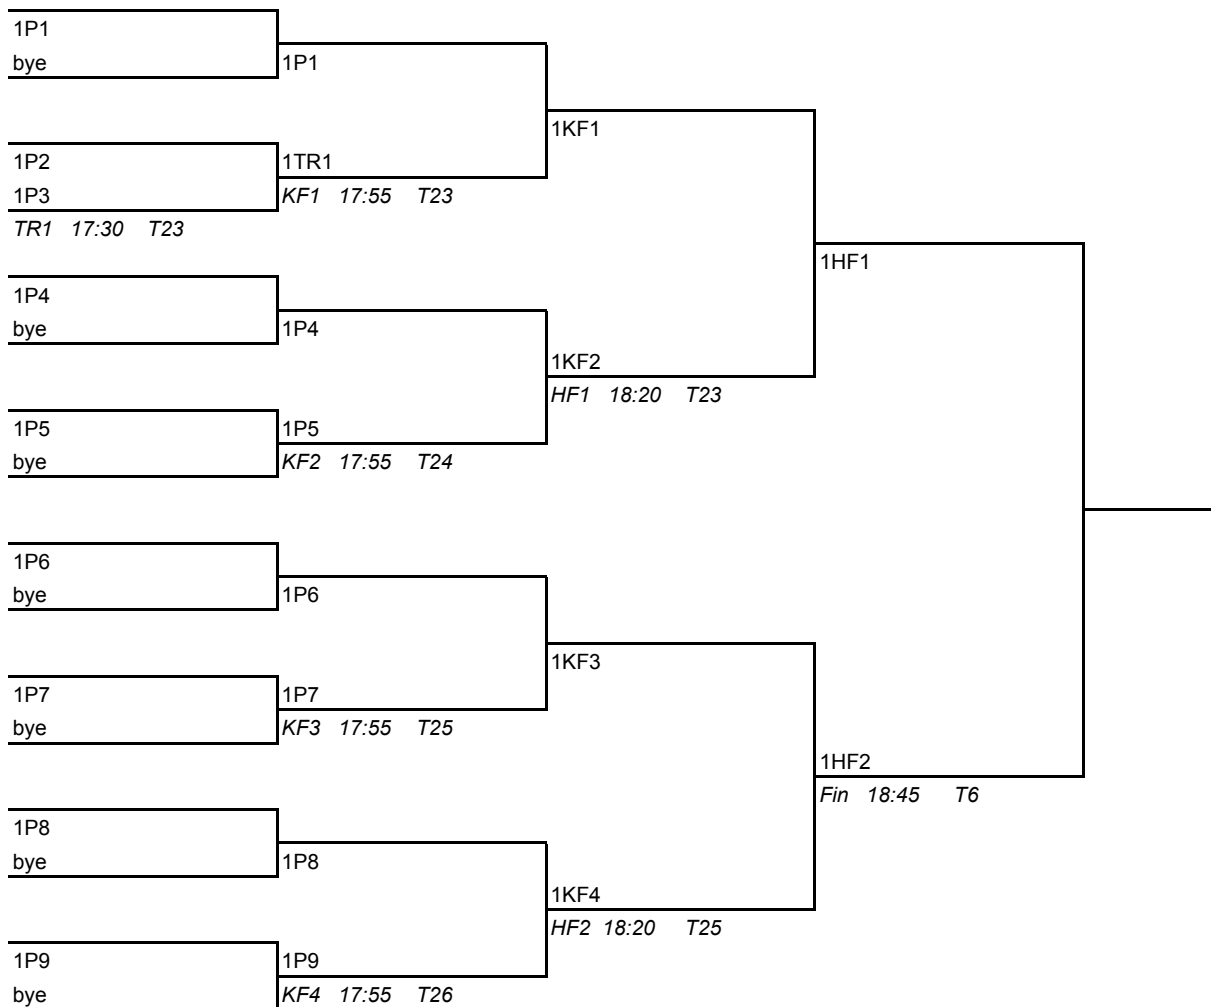 1P1
bye
1P1
1KF1
1P2
1TR1
1P3
KF1 17:55 T23
TR1 17:30 T23
1HF1
1P4
bye
1P4
1KF2
HF1 18:20 T23
1P5
1P5
bye
KF2 17:55 T24
1P6
bye
1P6
1KF3
1P7
1P7
bye
KF3 17:55 T25
1HF2
Fin 18:45 T6
1P8
bye
1P8
1KF4
HF2 18:20 T25
1P9
1P9
bye
KF4 17:55 T26